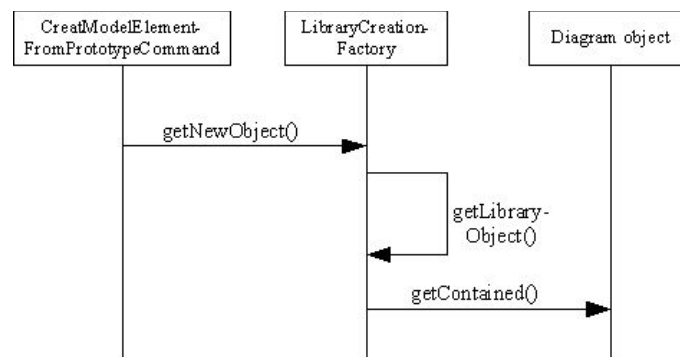 CreatModelElement-
FromPrototypeCommand
LibraryCreation-
Factory
Diagram object
getNewObject()
getLibrary-
Object()
getContained()